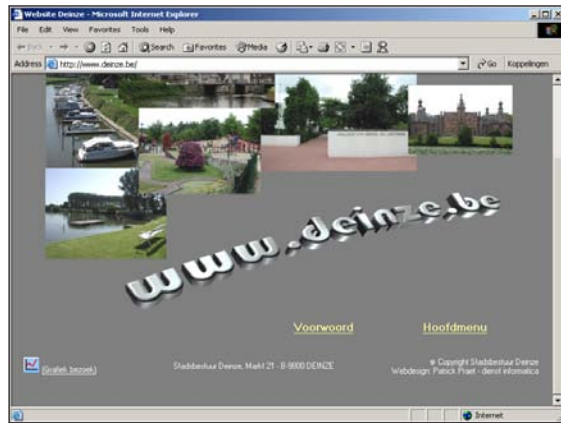 Website Deinze - Microsoft Internet Explorer
File Edit View Favorites Tools Help
Back Search Favorites Media
Address http://www.deinze.be/ Go Koppelingen
www.deinze.be
Voorwoord Hoofdmenu
(Grafiek bezoek) Stadsbestuur Deinze, Markt 21 - B-9800 DEINZE
© Copyright Stadsbestuur Deinze
Webdesign: Patrick Praet - dienst informatica
Internet